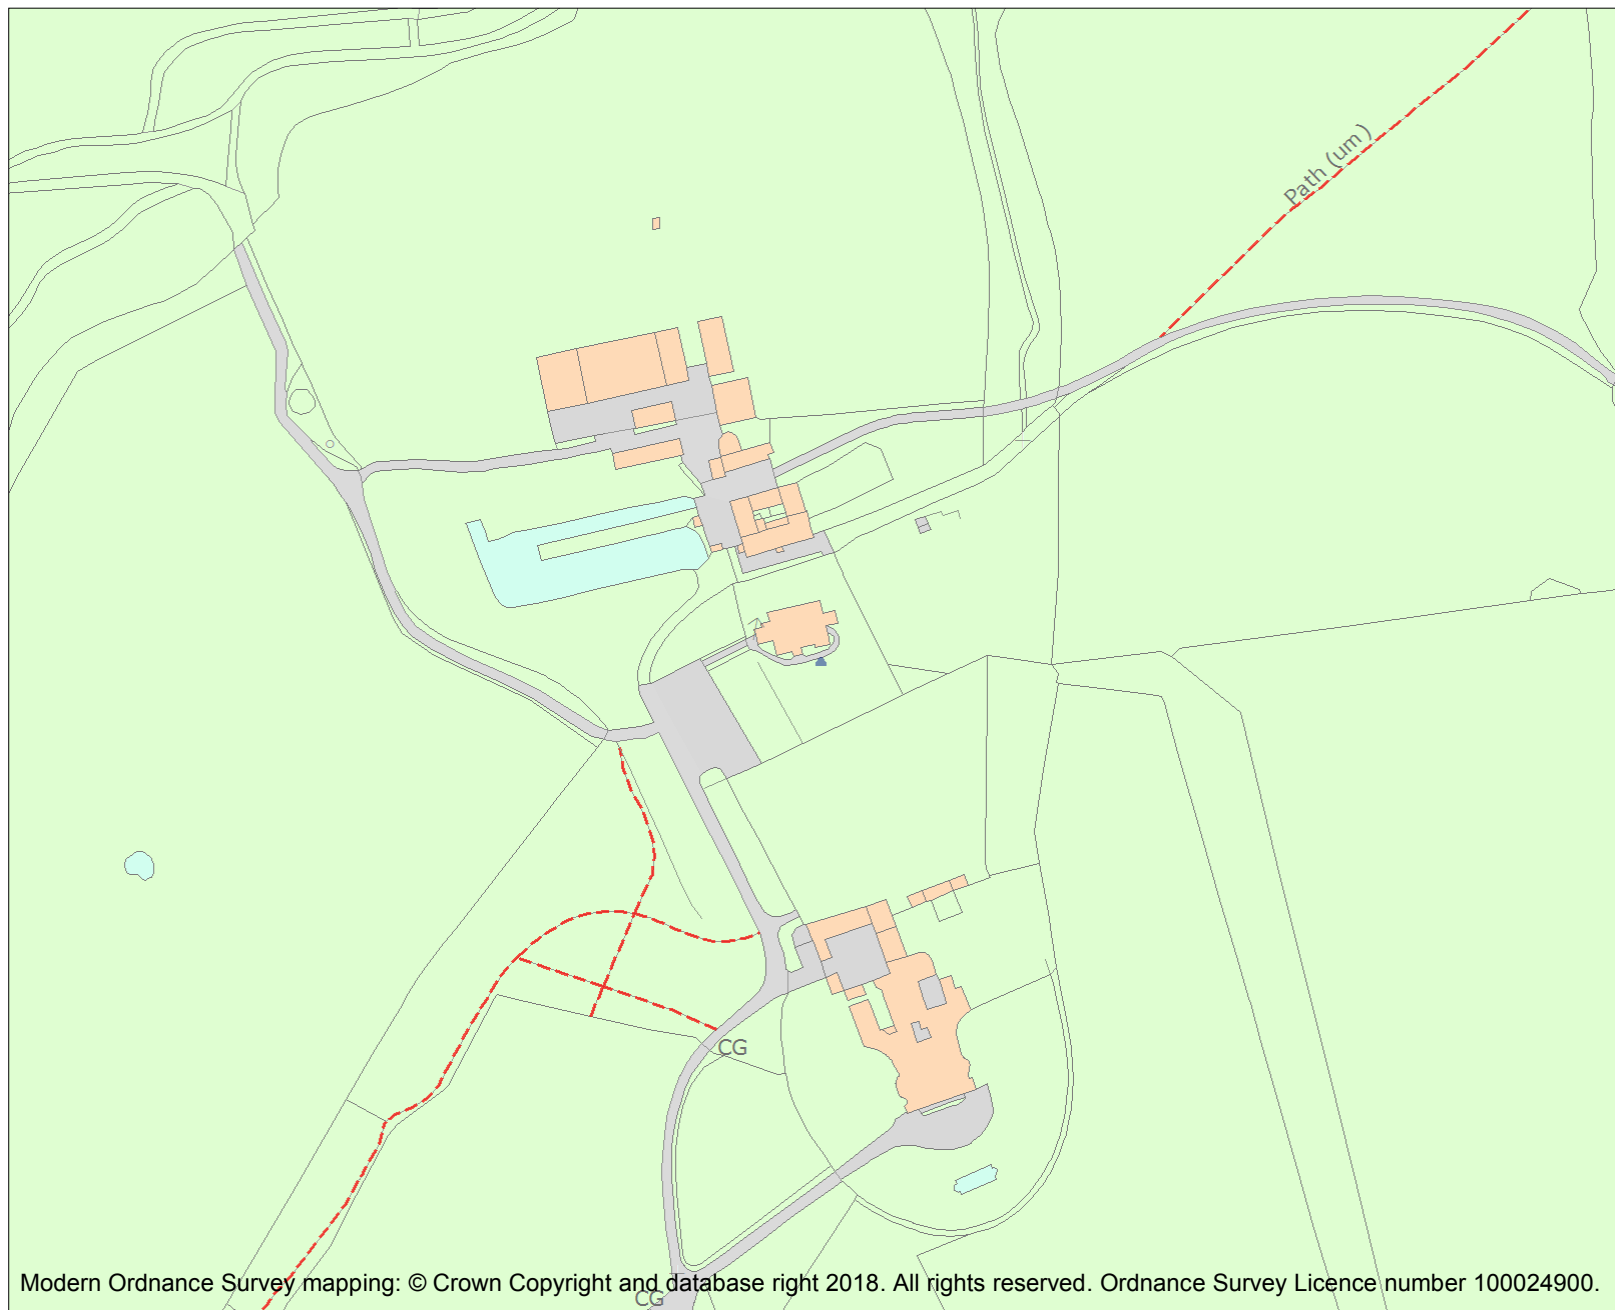 Path (um)
CG
Modern Ordnance Survey mapping: © Crown Copyright and database right 2018. All rights reserved. Ordnance Survey Licence number 100024900.
CG